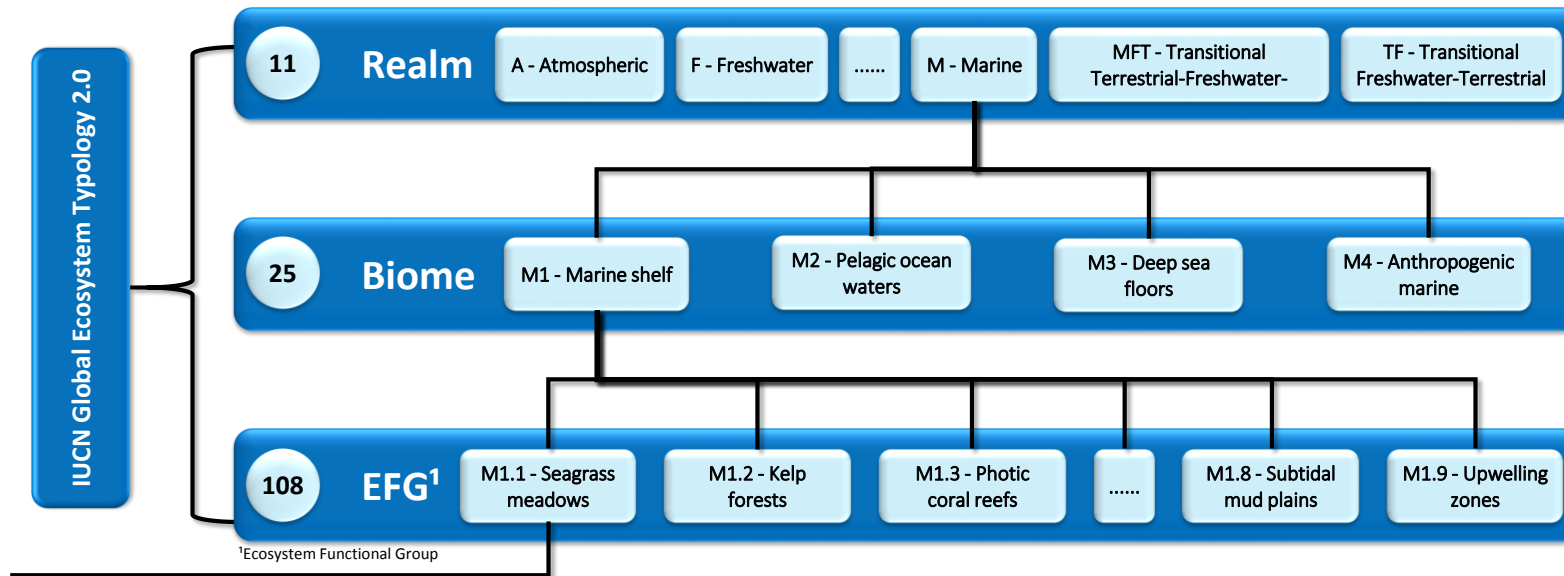 IUCN Global Ecosystem Typology 2.0
11
Realm
A - Atmospheric
F - Freshwater
......
M - Marine
MFT - Transitional
Terrestrial-Freshwater-
TF - Transitional
Freshwater-Terrestrial
25
Biome
M1 - Marine shelf
M2 - Pelagic ocean
waters
M3 - Deep sea
floors
M4 - Anthropogenic
marine
108
EFG¹
M1.1 - Seagrass
meadows
M1.2 - Kelp
forests
M1.3 - Photic
coral reefs
......
M1.8 - Subtidal
mud plains
M1.9 - Upwelling
zones
¹Ecosystem Functional Group